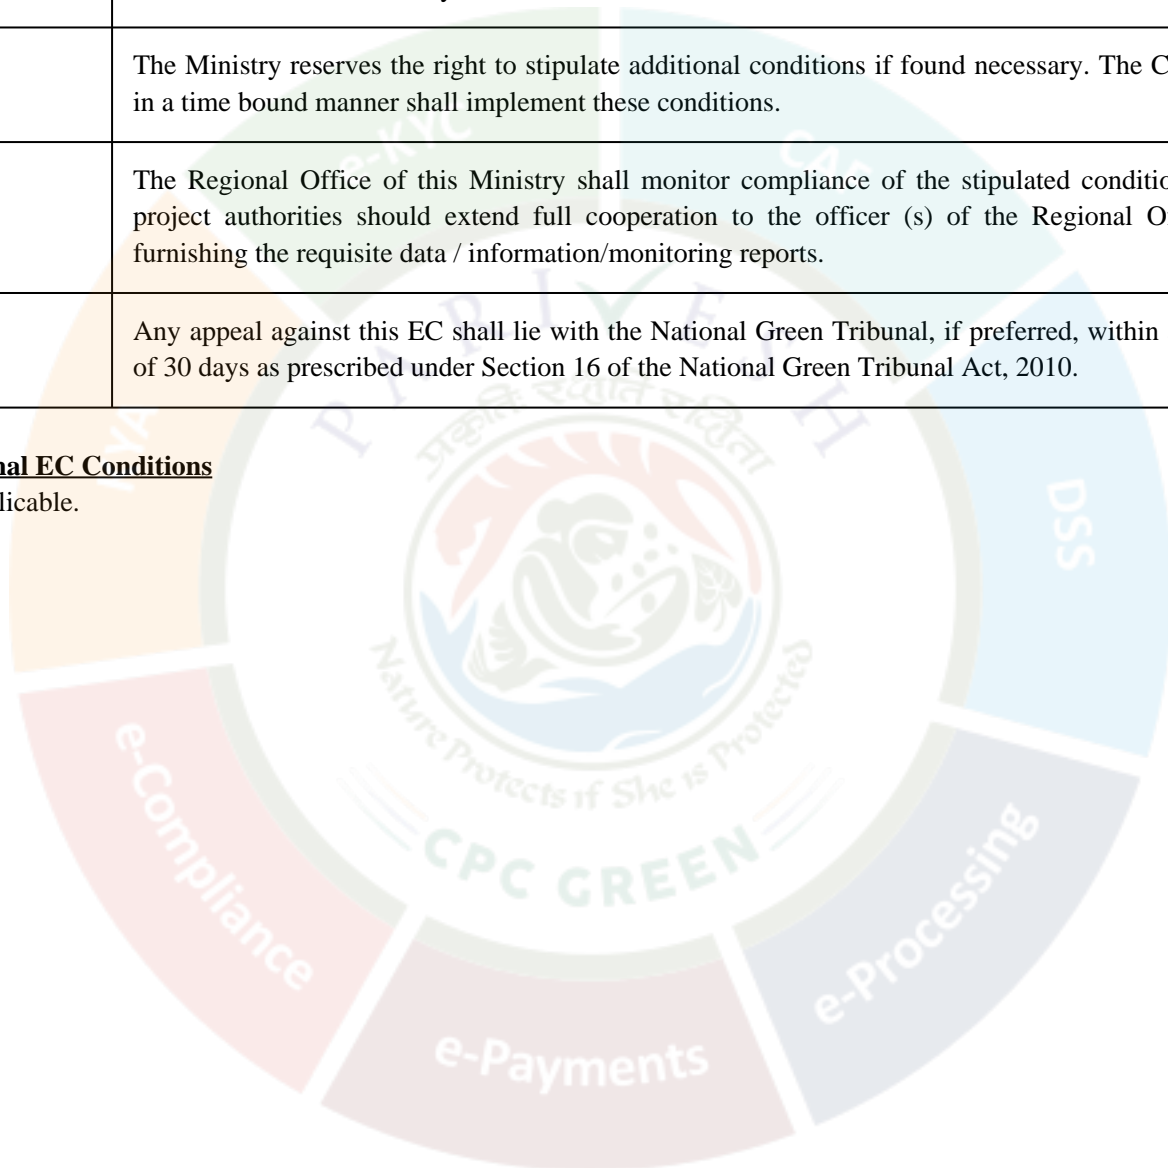 The Ministry reserves the right to stipulate additional conditions if found necessary. The C
in a time bound manner shall implement these conditions.
The Regional Office of this Ministry shall monitor compliance of the stipulated conditio
project authorities should extend full cooperation to the officer (s) of the Regional O
furnishing the requisite data / information/monitoring reports.
Any appeal against this EC shall lie with the National Green Tribunal, if preferred, within
of 30 days as prescribed under Section 16 of the National Green Tribunal Act, 2010.
nal EC Conditions
licable.
e-KYC
CAF
PARIVESH
प्रकृति रक्षति रक्षिता
DSS
Nature Protects if She is Protected
CPC GREEN
e-Compliance
e-Processing
e-Payments